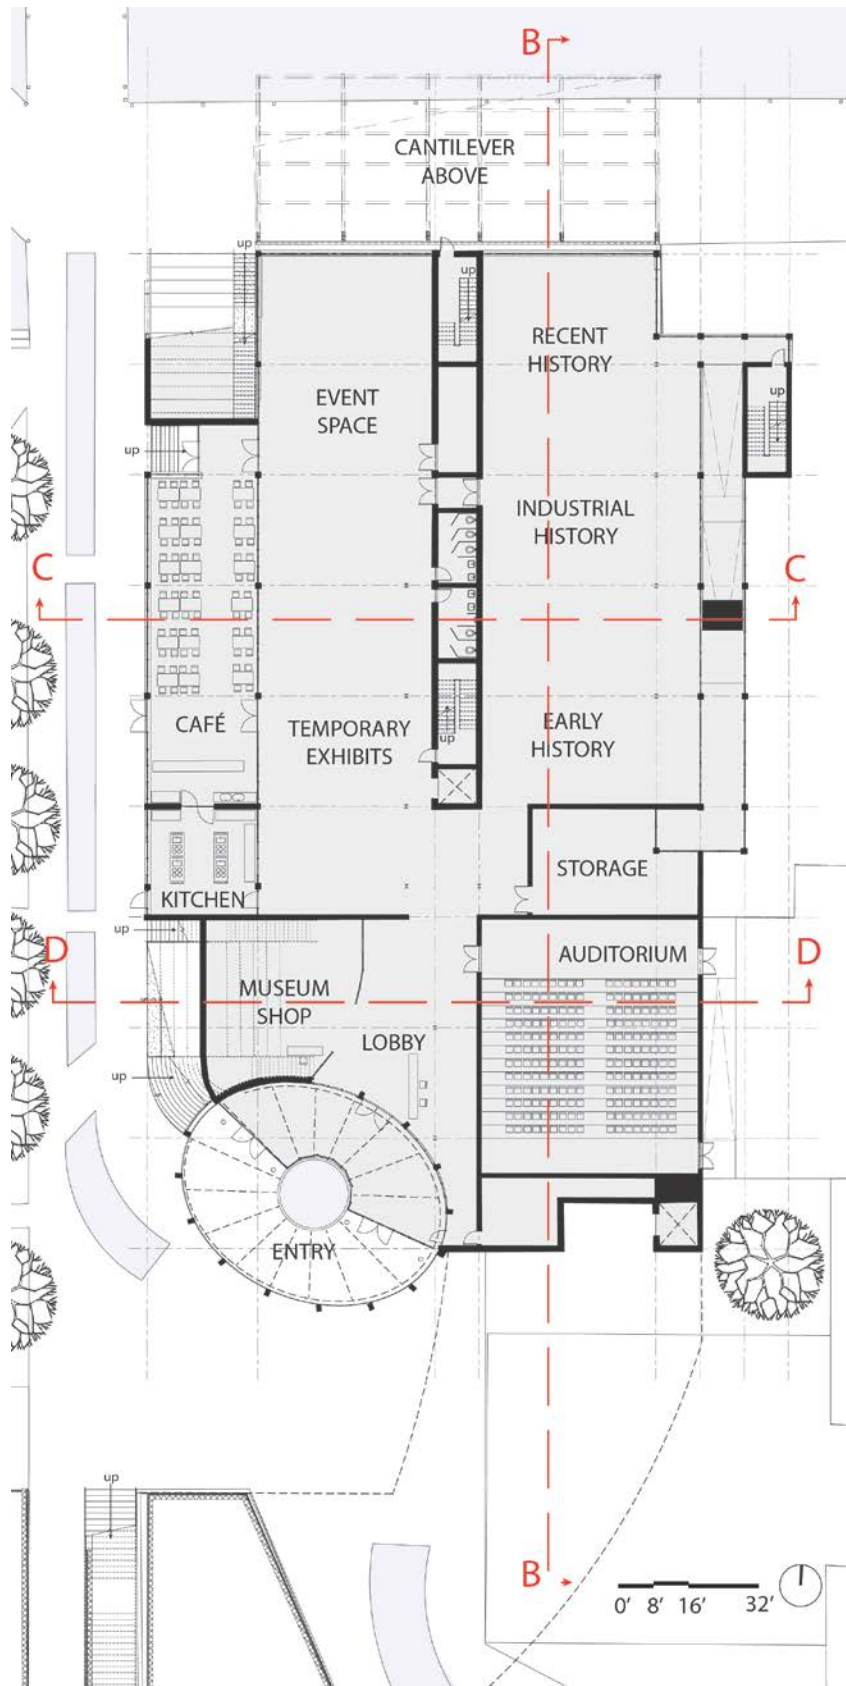 B
CANTILEVER
ABOVE
up
up
RECENT
HISTORY
up
EVENT
SPACE
up
INDUSTRIAL
HISTORY
C
C
CAFÉ
TEMPORARY
EXHIBITS
up
EARLY
HISTORY
STORAGE
KITCHEN
up
D
AUDITORIUM
D
MUSEUM
SHOP
LOBBY
up
ENTRY
up
B
0' 8' 16' 32'